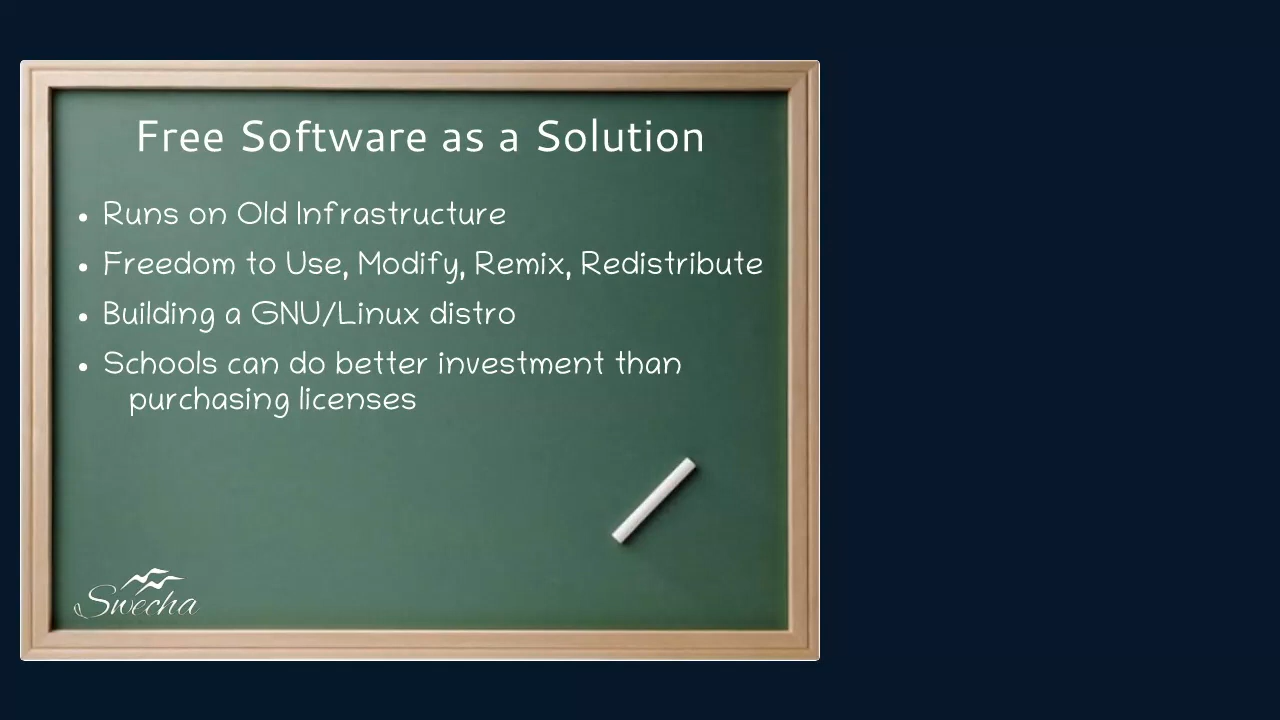 Free Software as a Solution
• Runs on Old Infrastructure
• Freedom to Use, Modify, Remix, Redistribute
• Building a GNU/Linux distro
• Schools can do better investment than
purchasing licenses
Swecha